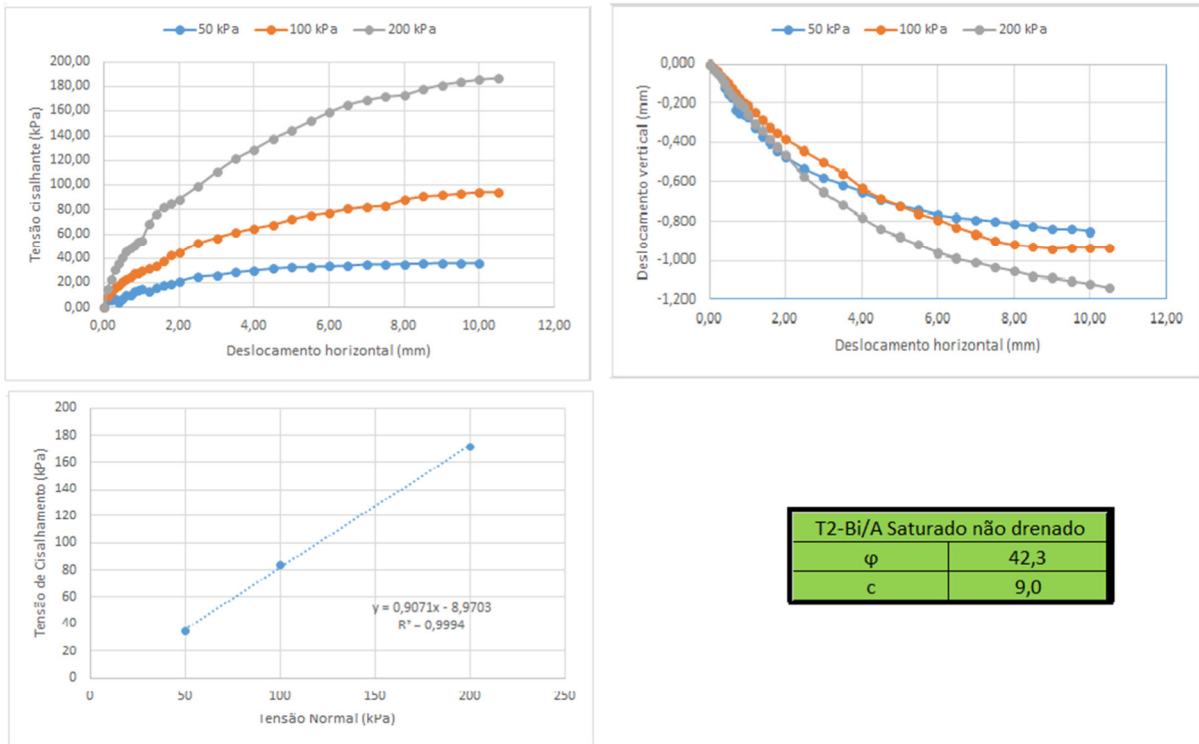 50 kPa 100 kPa 200 kPa
200,00
180,00
160,00
140,00
120,00
100,00
80,00
60,00
40,00
20,00
0,00
Tensão cisalhante (kPa)
0,00 2,00 4,00 6,00 8,00 10,00 12,00
Deslocamento horizontal (mm)
50 kPa 100 kPa 200 kPa
0,000
-0,200
-0,400
-0,600
-0,800
-1,000
-1,200
Deslocamento vertical (mm)
0,00 2,00 4,00 6,00 8,00 10,00 12,00
Deslocamento horizontal (mm)
200
180
160
140
120
100
80
60
40
20
0
Tensão de Cisalhamento (kPa)
y = 0,9071x - 8,9703
R² = 0,9994
0 50 100 150 200 250
Tensão Normal (kPa)
T2-Bi/A Saturado não drenado
φ 42,3
c 9,0